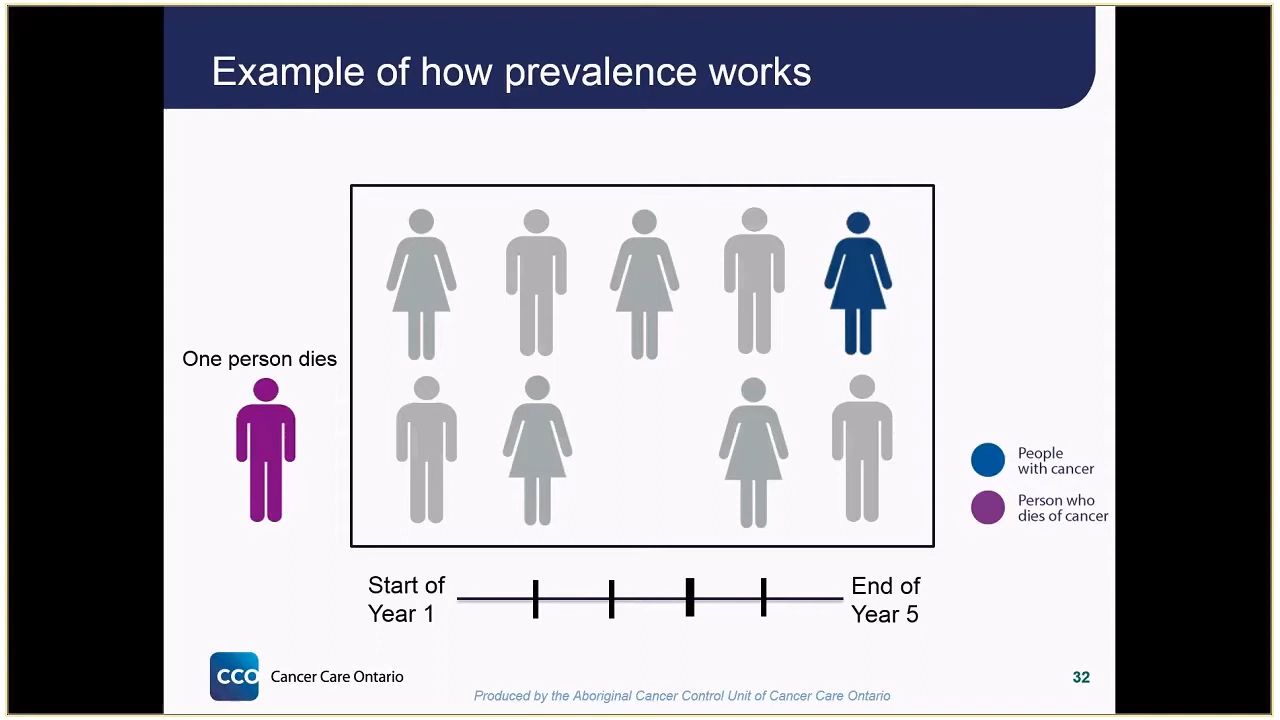 Example of how prevalence works
One person dies
People
with cancer
Person who
dies of cancer
Start of
Year 1
End of
Year 5
CCO Cancer Care Ontario
Produced by the Aboriginal Cancer Control Unit of Cancer Care Ontario
32